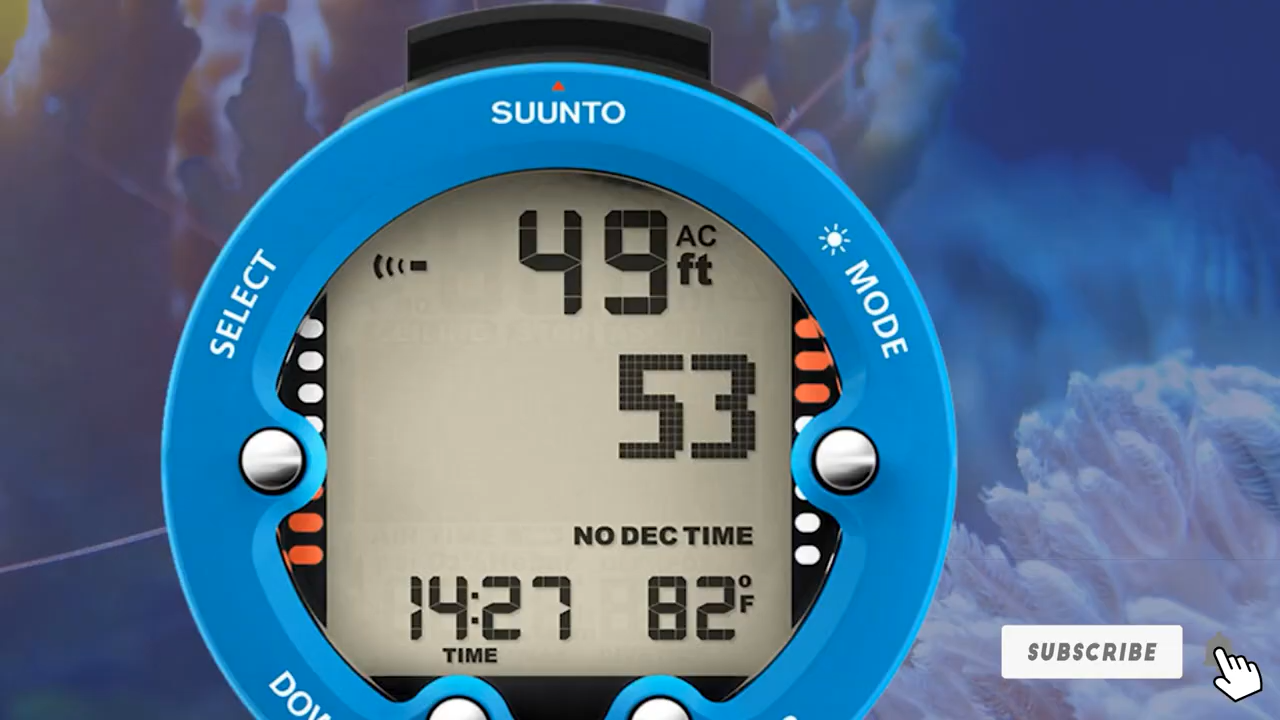 SUUNTO
49 AC ft
SELECT
MODE
53
NO DEC TIME
14:27 82°F
TIME
SUBSCRIBE